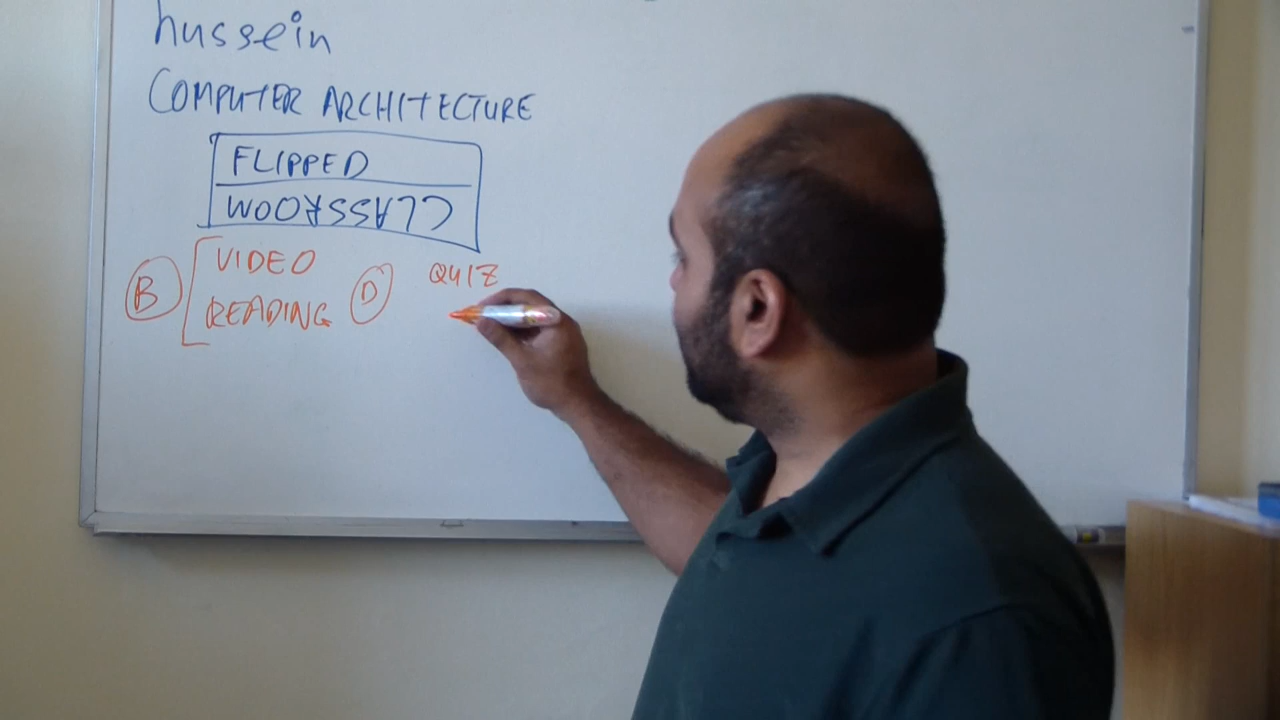 hussein
COMPUTER ARCHITECTURE
FLIPPED
CLASSROOM
B VIDEO D QUIZ
READING